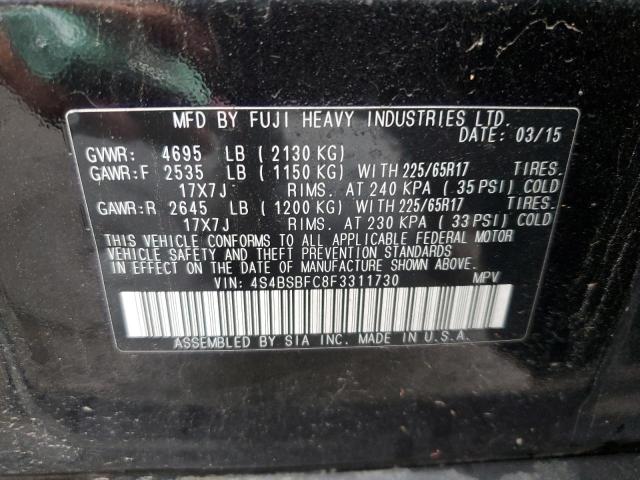 MFD BY FUJI HEAVY INDUSTRIES LTD.
DATE: 03/15
GVWR: 4695 LB ( 2130 KG)
GAWR:F 2535 LB ( 1150 KG) WITH 225/65R17 TIRES.
17X7J RIMS. AT 240 KPA ( 35 PSI) COLD
GAWR:R 2645 LB ( 1200 KG) WITH 225/65R17 TIRES.
17X7J RIMS. AT 230 KPA ( 33 PSI) COLD
THIS VEHICLE CONFORMS TO ALL APPLICABLE FEDERAL MOTOR
VEHICLE SAFETY AND THEFT PREVENTION STANDARDS
IN EFFECT ON THE DATE OF MANUFACTURE SHOWN ABOVE.
VIN: 4S4BSBFC8F3311730 MPV
ASSEMBLED BY SIA INC. MADE IN U.S.A.